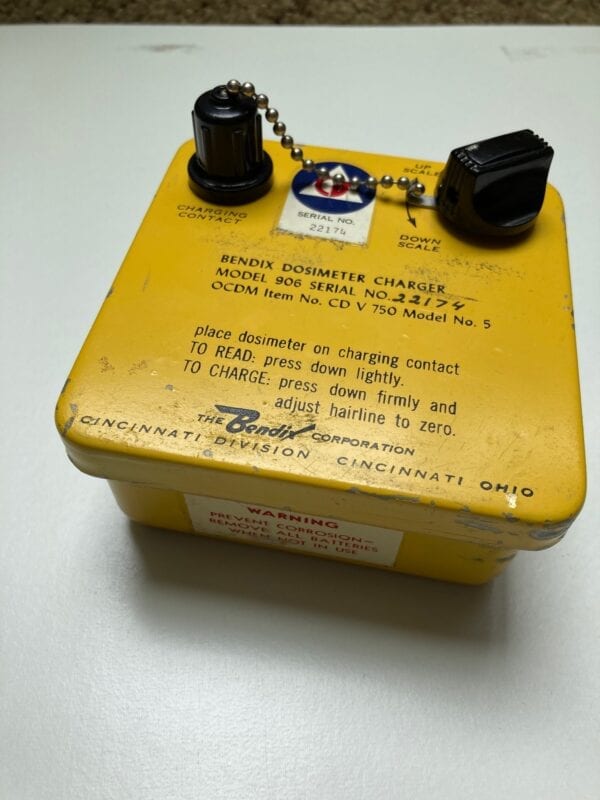 CHARGING
CONTACT
CD
SERIAL NO.
22174
UP
SCALE
DOWN
SCALE
BENDIX DOSIMETER CHARGER
MODEL 906 SERIAL NO. 22174
OCDM Item No. CD V 750 Model No. 5
place dosimeter on charging contact
TO READ: press down lightly.
TO CHARGE: press down firmly and
adjust hairline to zero.
THE Bendix CORPORATION
CINCINNATI DIVISION CINCINNATI OHIO
WARNING
PREVENT CORROSION—
REMOVE ALL BATTERIES
WHEN NOT IN USE